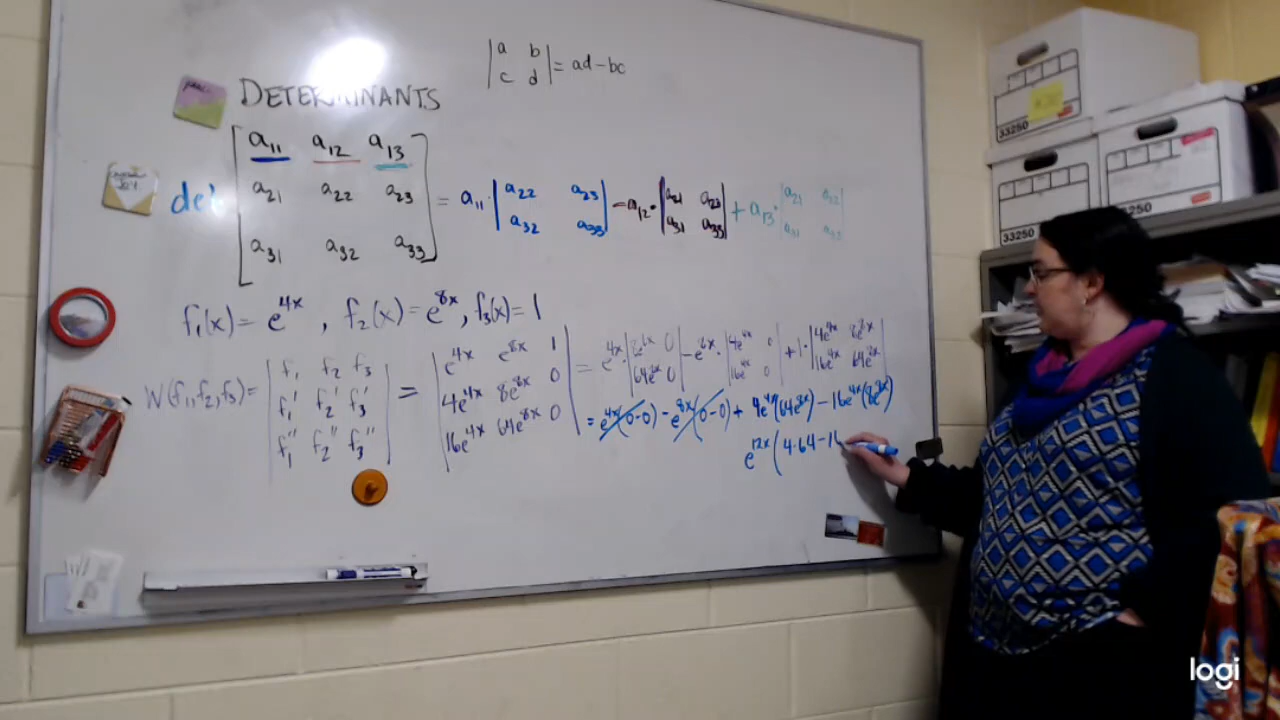 |a b|
|c d| = ad - bc
DETERMINANTS
det [a₁₁ a₁₂ a₁₃
a₂₁ a₂₂ a₂₃
a₃₁ a₃₂ a₃₃] = a₁₁ · |a₂₂ a₂₃
a₃₂ a₃₃| - a₁₂ · |a₂₁ a₂₃
a₃₁ a₃₃| + a₁₃ · |a₂₁ a₂₂
a₃₁ a₃₂|
f₁(x) = e^4x , f₂(x) = e^8x , f₃(x) = 1
W(f₁, f₂, f₃) = |f₁ f₂ f₃
f₁' f₂' f₃'
f₁'' f₂'' f₃''|
= |e^4x e^8x 1
4e^4x 8e^8x 0
16e^4x 64e^8x 0|
= e^4x · |8e^8x 0
64e^8x 0| - e^8x · |4e^4x 0
16e^4x 0| + 1 · |4e^4x 8e^8x
16e^4x 64e^8x|
= e^4x(0-0) - e^8x(0-0) + 4e^4x(64e^8x) - 16e^4x(8e^8x)
e^12x (4·64 - 16
33250
33250
33250
logi